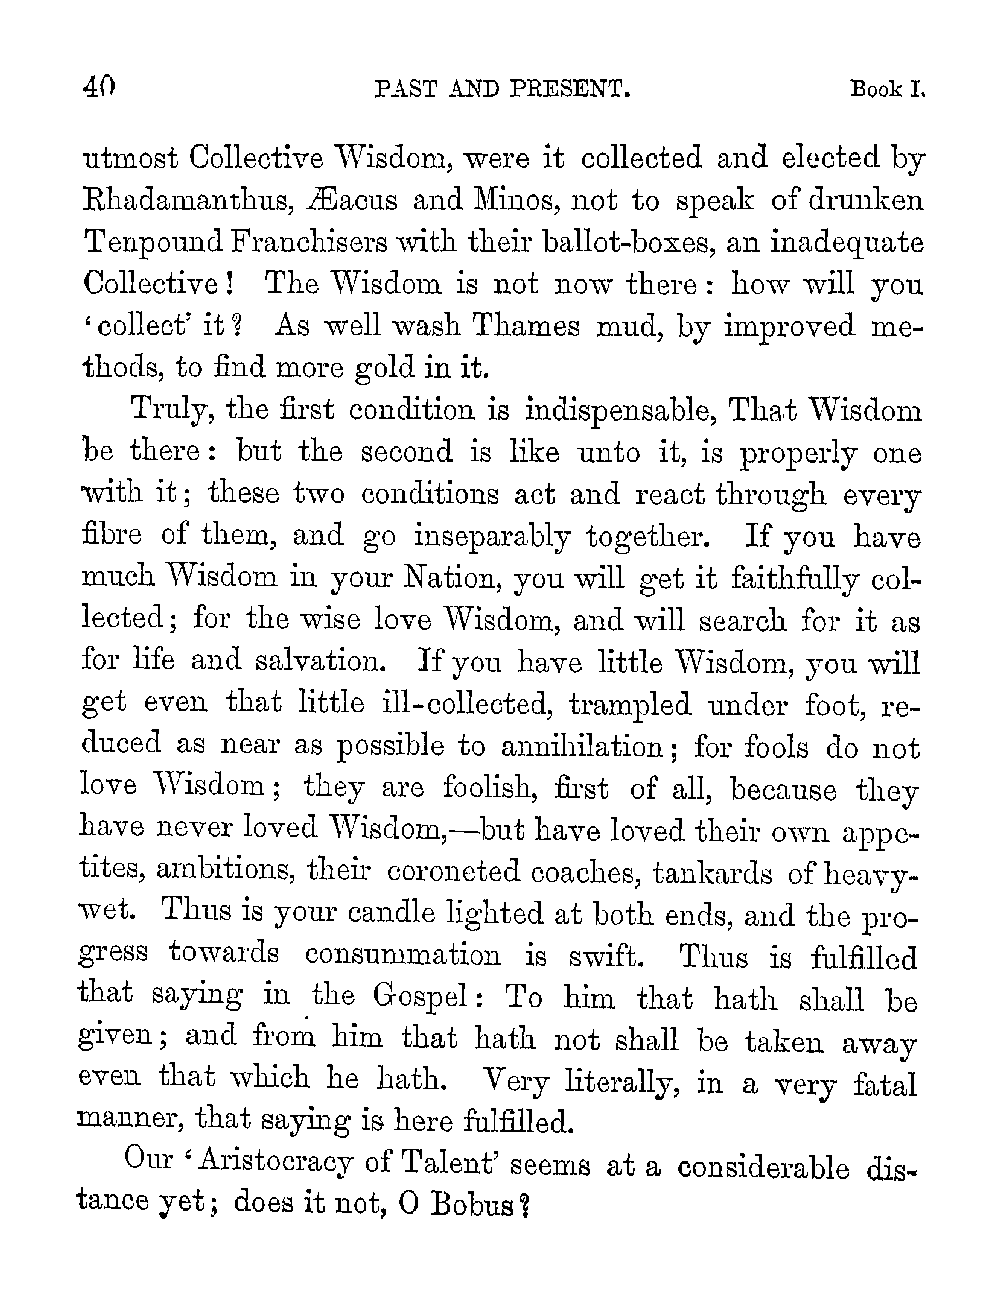 40 PAST AND PRESENT. Book I.
utmost Collective Wisdom, were it collected and elected by
Rhadamanthus, Æacus and Minos, not to speak of drunken
Tenpound Franchisers with their ballot-boxes, an inadequate
Collective! The Wisdom is not now there: how will you
‘collect’ it? As well wash Thames mud, by improved me-
thods, to find more gold in it.
Truly, the first condition is indispensable, That Wisdom
be there: but the second is like unto it, is properly one
with it; these two conditions act and react through every
fibre of them, and go inseparably together. If you have
much Wisdom in your Nation, you will get it faithfully col-
lected; for the wise love Wisdom, and will search for it as
for life and salvation. If you have little Wisdom, you will
get even that little ill-collected, trampled under foot, re-
duced as near as possible to annihilation; for fools do not
love Wisdom; they are foolish, first of all, because they
have never loved Wisdom,—but have loved their own appe-
tites, ambitions, their coroneted coaches, tankards of heavy-
wet. Thus is your candle lighted at both ends, and the pro-
gress towards consummation is swift. Thus is fulfilled
that saying in the Gospel: To him that hath shall be
given; and from him that hath not shall be taken away
even that which he hath. Very literally, in a very fatal
manner, that saying is here fulfilled.
Our ‘Aristocracy of Talent’ seems at a considerable dis-
tance yet; does it not, O Bobus?